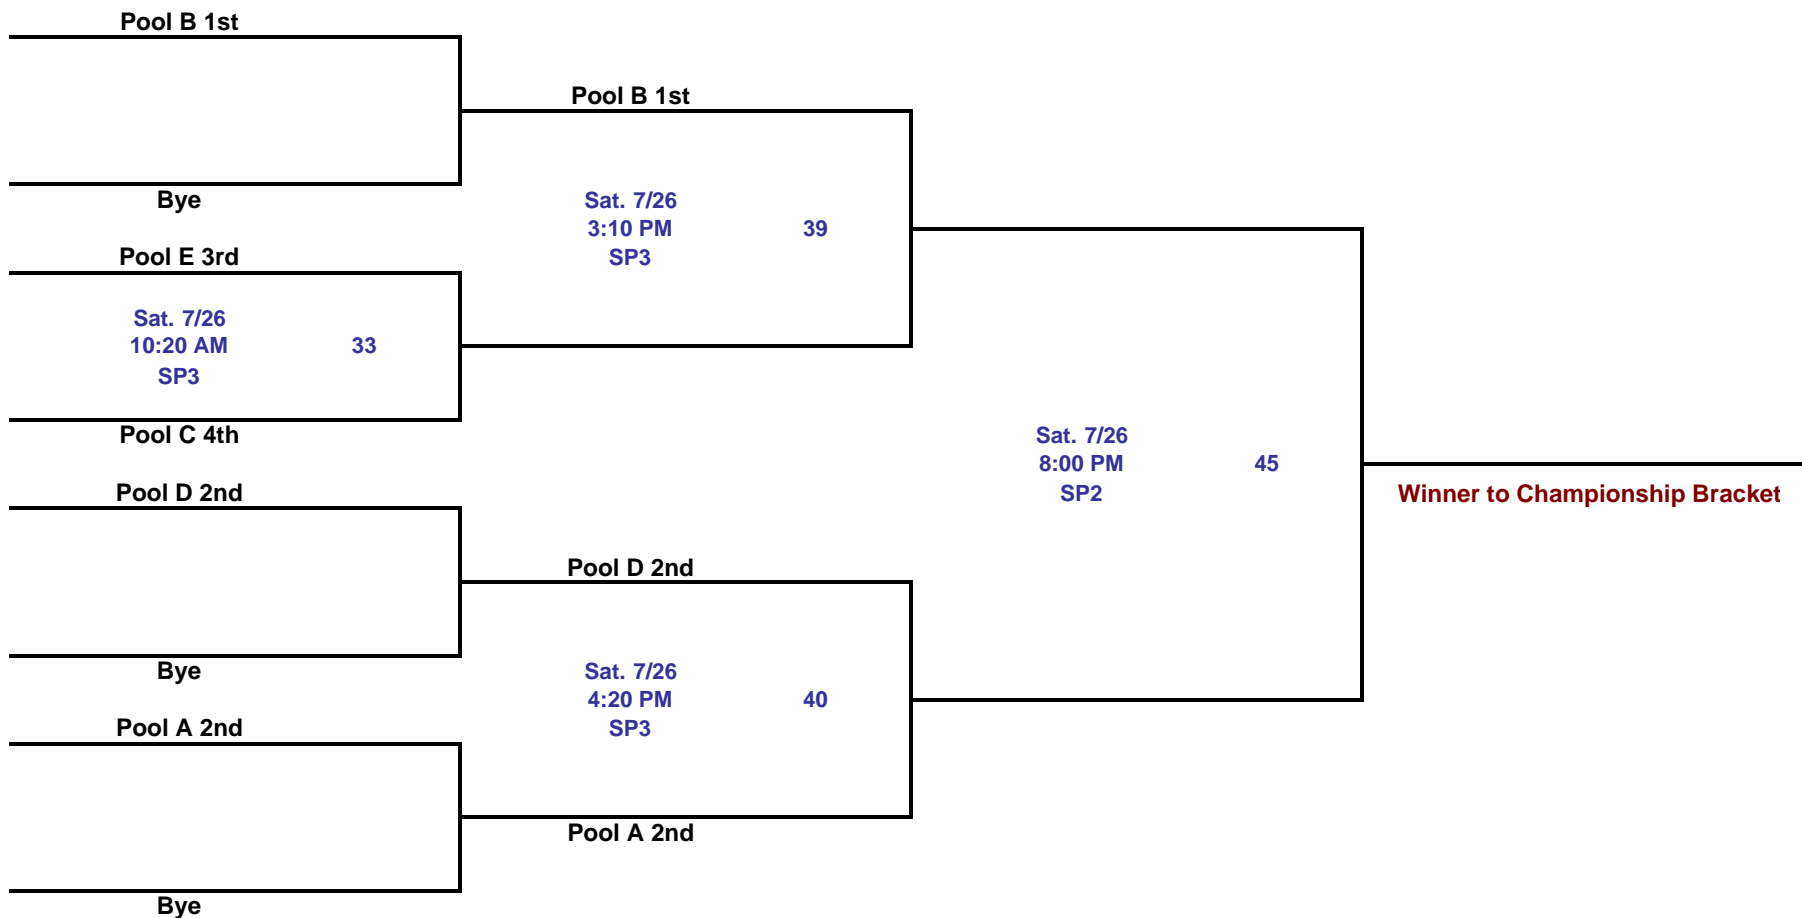 Pool B 1st
Pool B 1st
Bye
Sat. 7/26
3:10 PM 39
SP3
Pool E 3rd
Sat. 7/26
10:20 AM 33
SP3
Pool C 4th
Sat. 7/26
8:00 PM 45
SP2
Winner to Championship Bracket
Pool D 2nd
Pool D 2nd
Bye
Sat. 7/26
4:20 PM 40
SP3
Pool A 2nd
Pool A 2nd
Bye